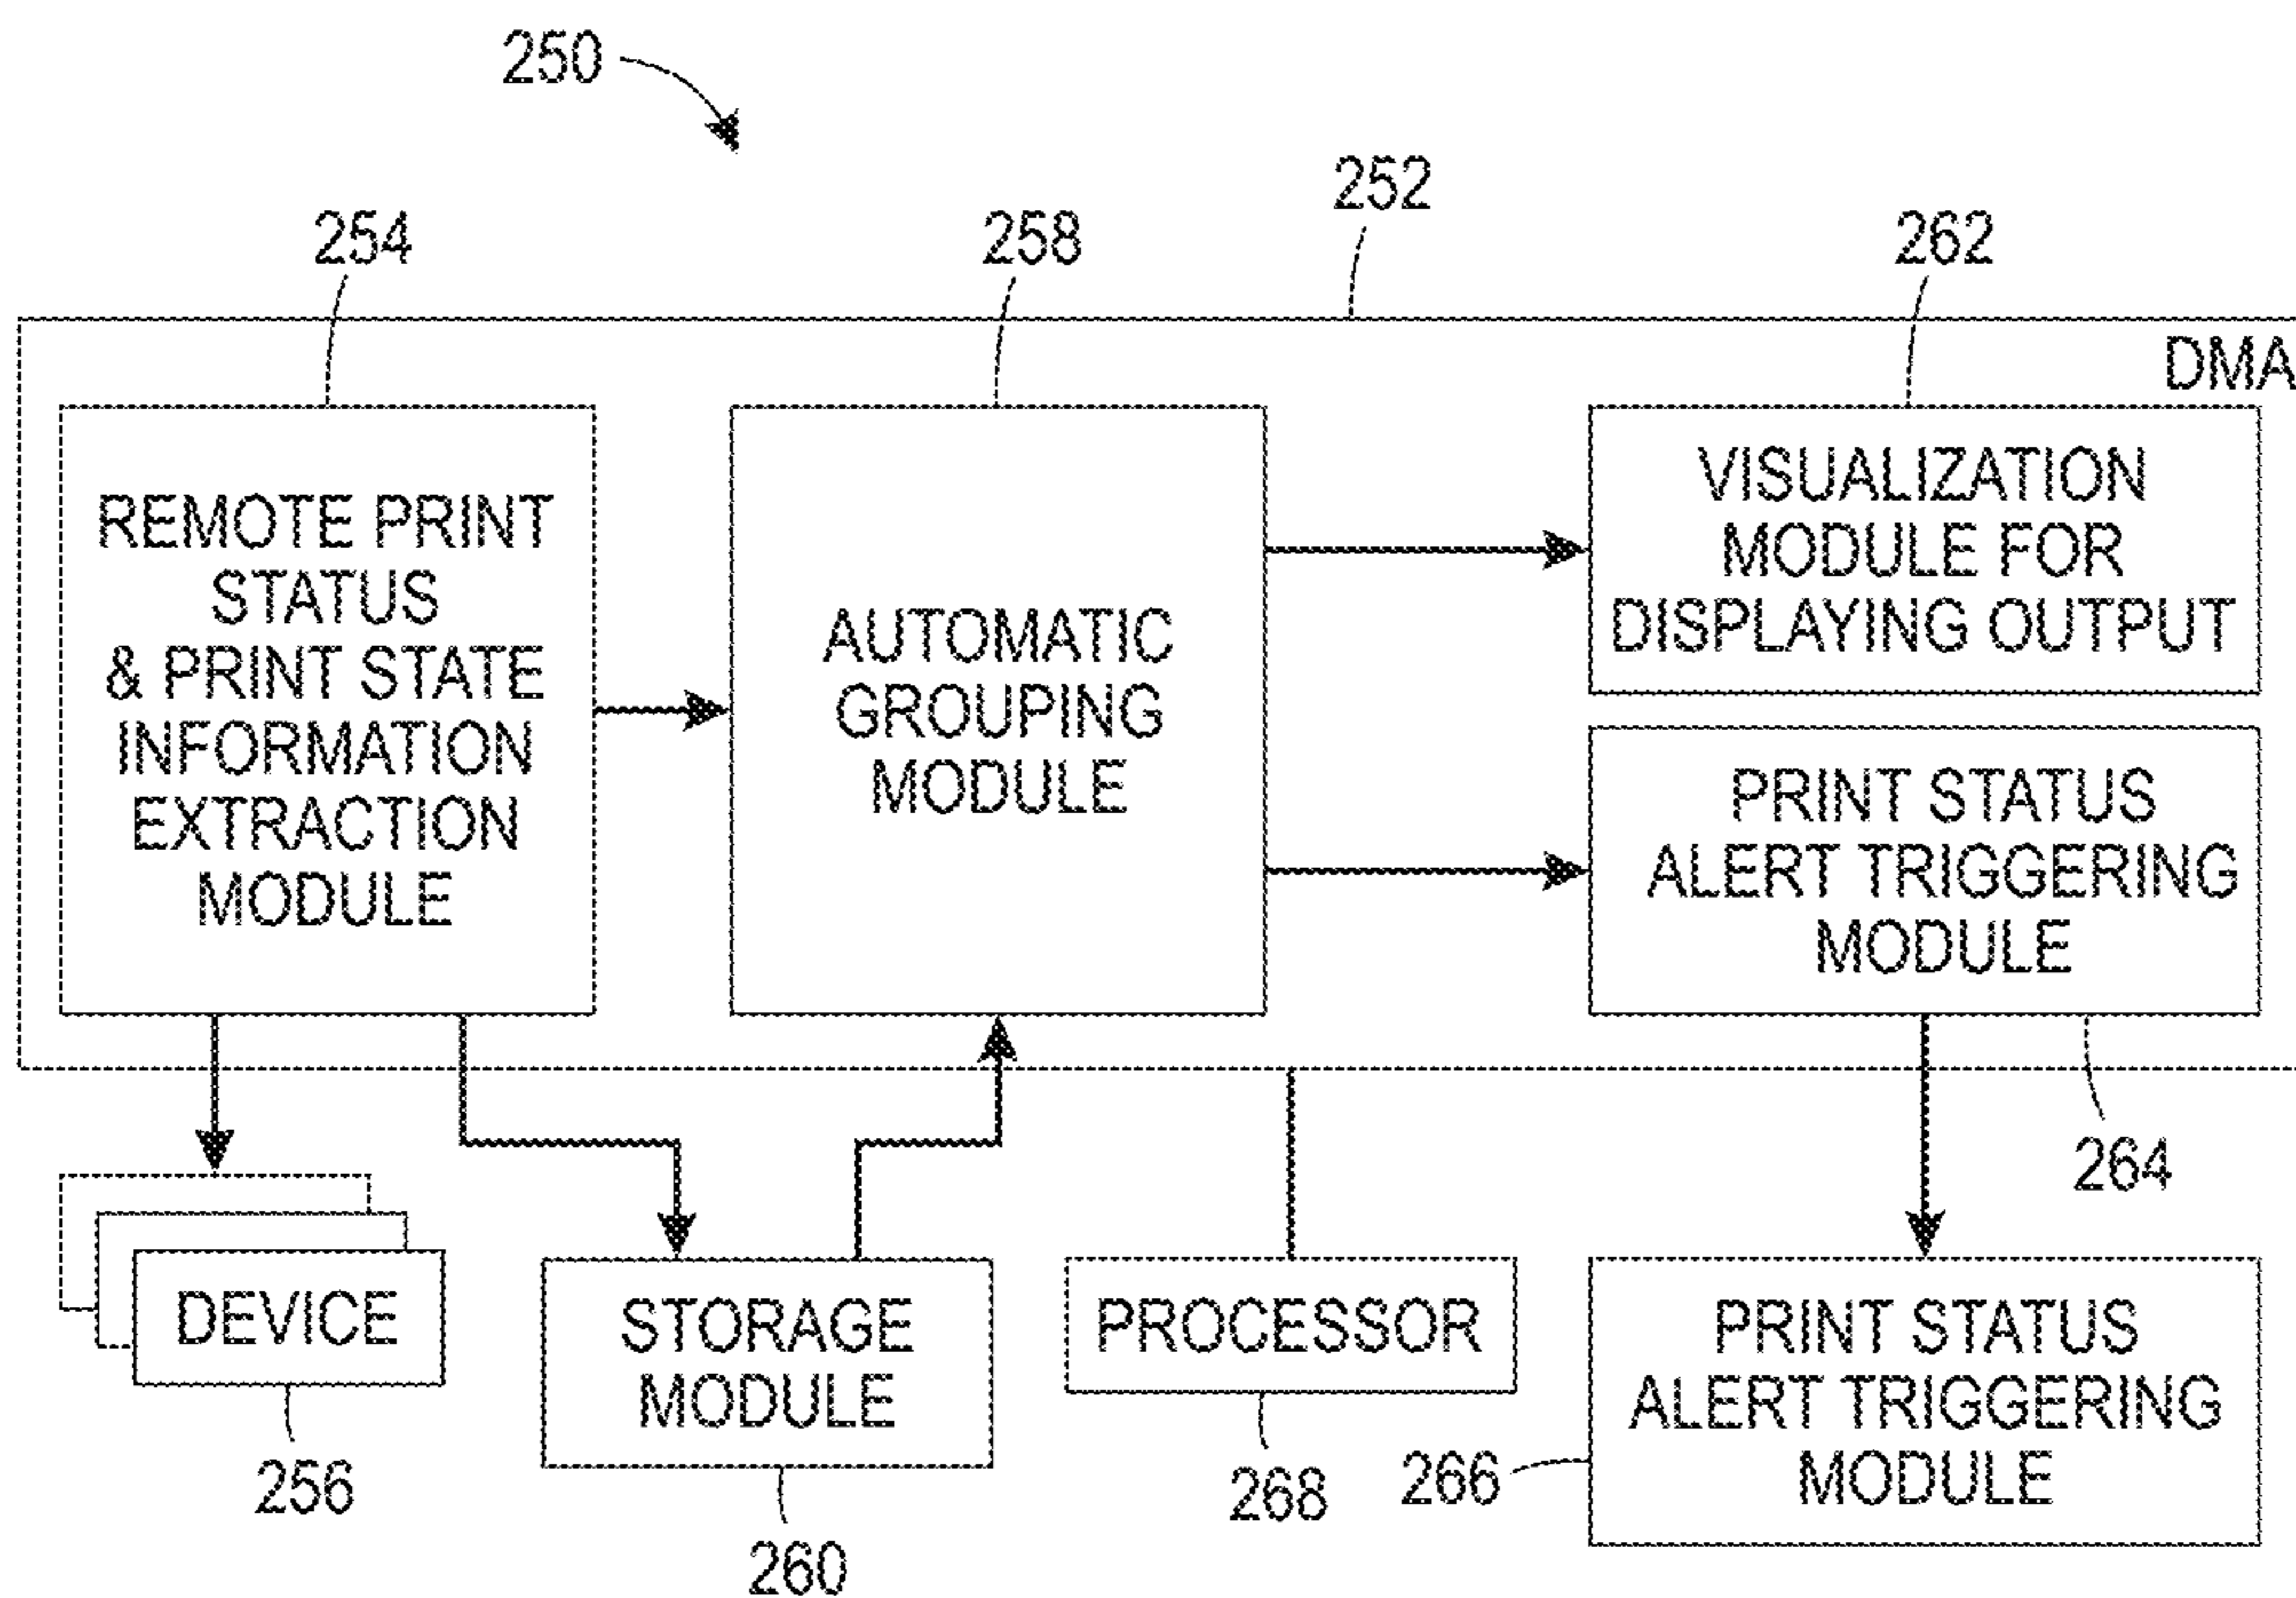 250
252
254
258
262
DMA
REMOTE PRINT
STATUS
& PRINT STATE
INFORMATION
EXTRACTION
MODULE
AUTOMATIC
GROUPING
MODULE
VISUALIZATION
MODULE FOR
DISPLAYING OUTPUT
PRINT STATUS
ALERT TRIGGERING
MODULE
264
DEVICE
256
STORAGE
MODULE
260
PROCESSOR
268
PRINT STATUS
ALERT TRIGGERING
MODULE
266